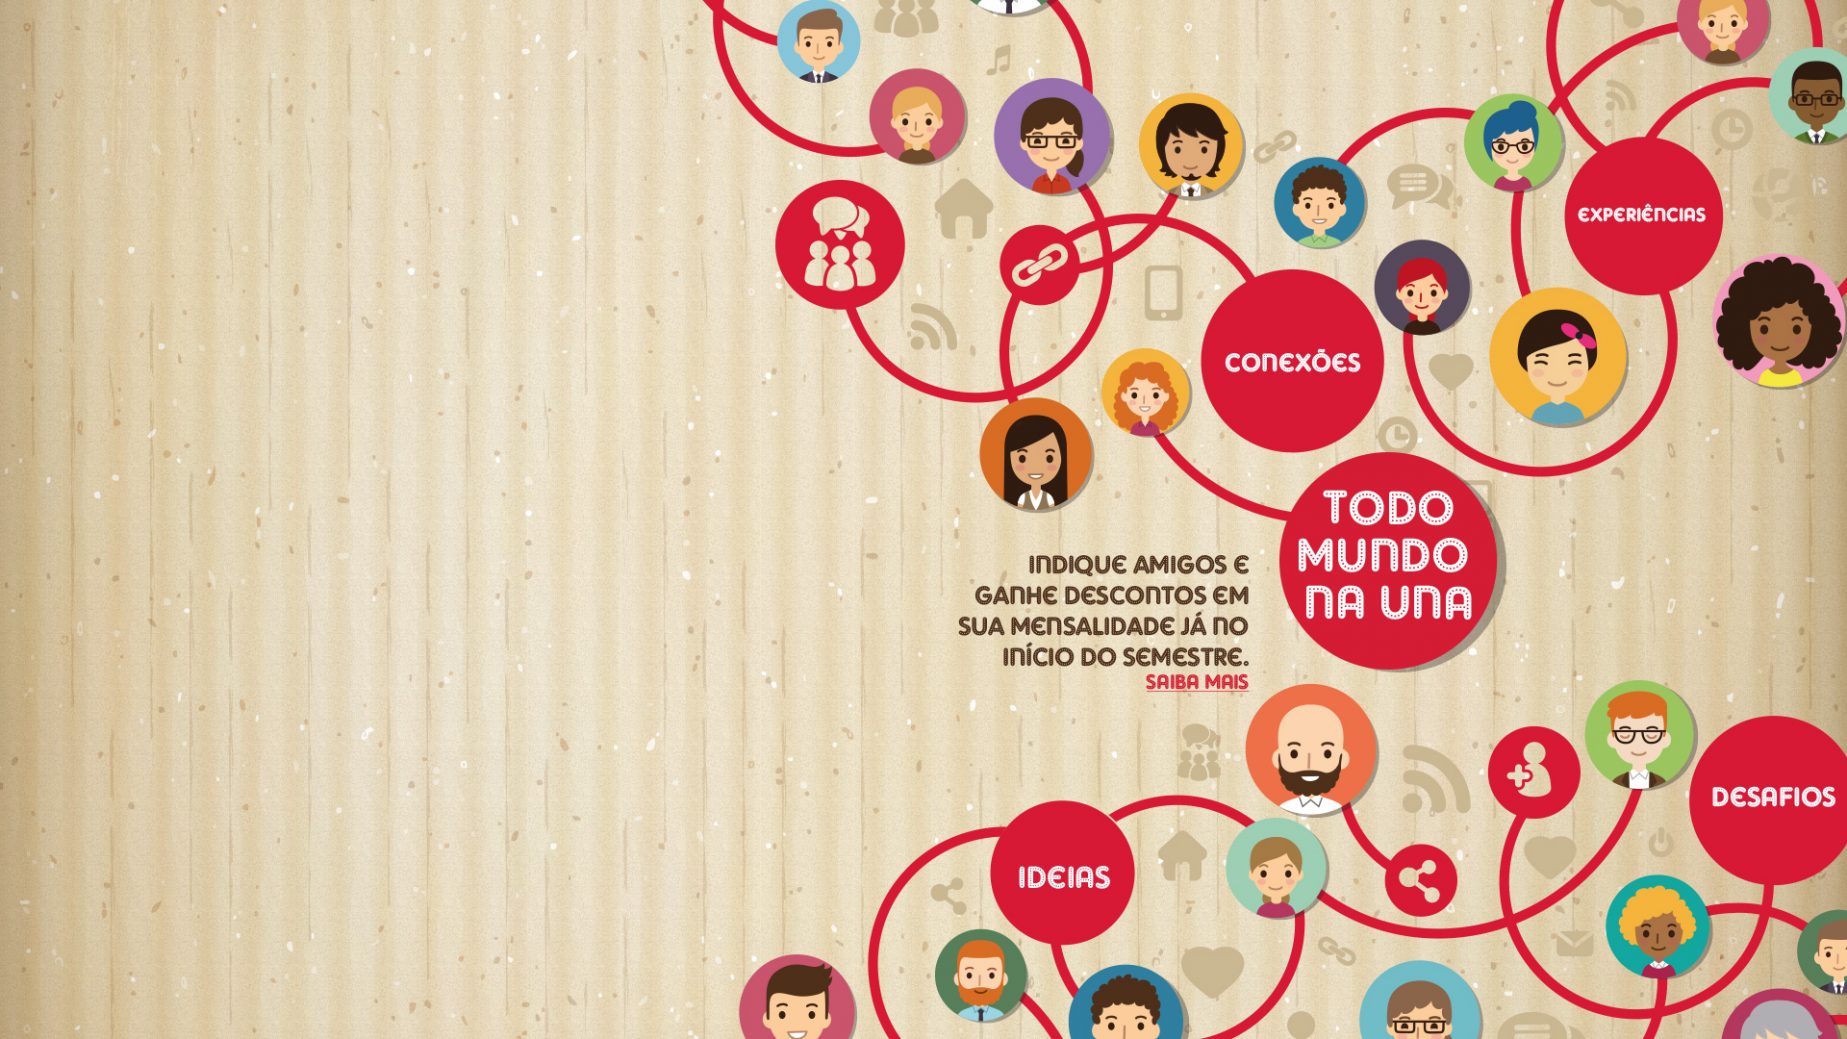 EXPERIÊNCIAS
CONEXÕES
TODO
MUNDO
NA UNA
INDIQUE AMIGOS E
GANHE DESCONTOS EM
SUA MENSALIDADE JÁ NO
INÍCIO DO SEMESTRE.
SAIBA MAIS
DESAFIOS
IDEIAS